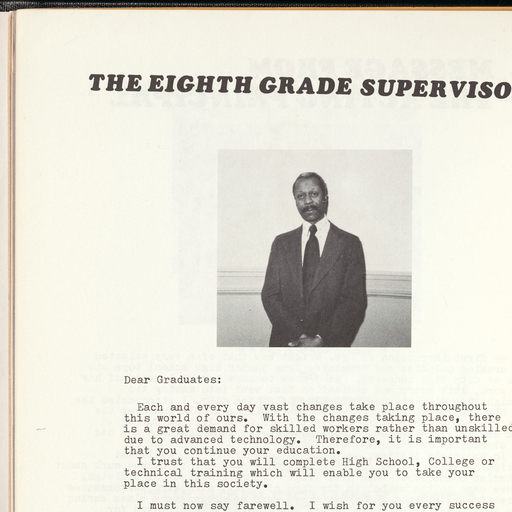 THE EIGHTH GRADE SUPERVISO
Dear Graduates:
Each and every day vast changes take place throughout
this world of ours. With the changes taking place, there
is a great demand for skilled workers rather than unskilled
due to advanced technology. Therefore, it is important
that you continue your education.
I trust that you will complete High School, College or
technical training which will enable you to take your
place in this society.
I must now say farewell. I wish for you every success